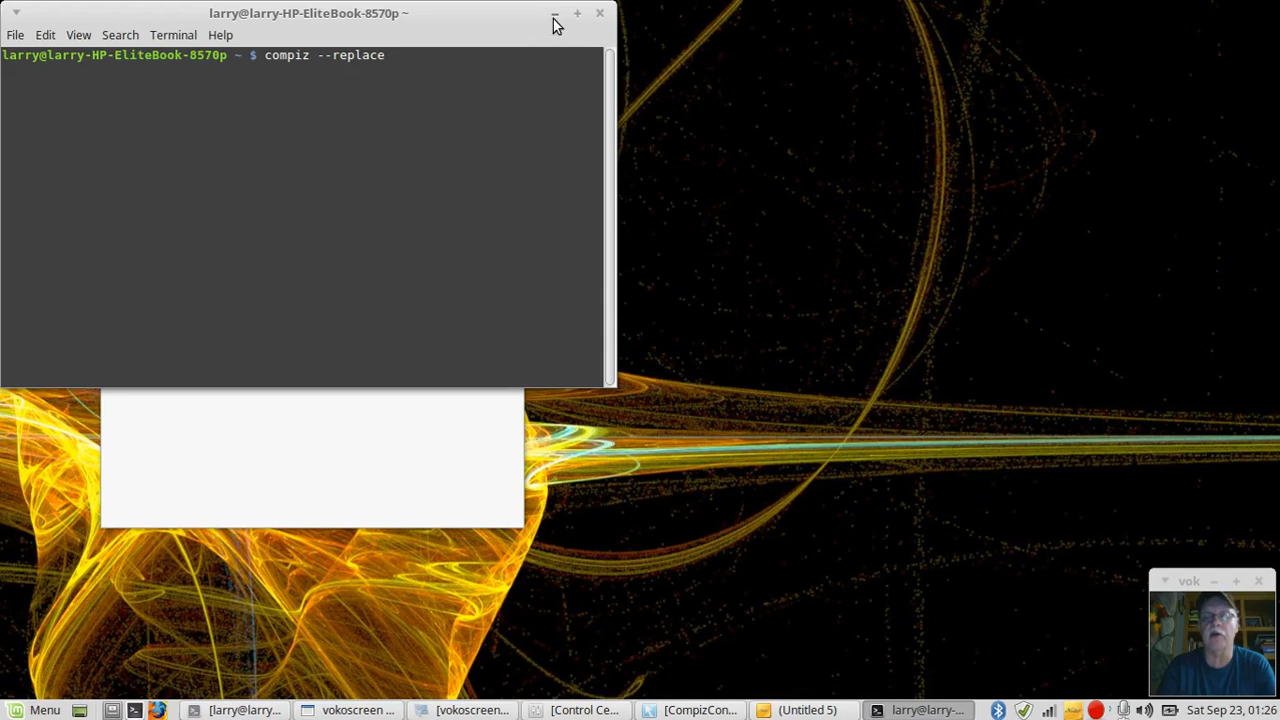 larry@larry-HP-EliteBook-8570p ~
File Edit View Search Terminal Help
larry@larry-HP-EliteBook-8570p ~ $ compiz --replace
vok
Menu [larry@larry... vokoscreen ... [vokoscreen... [Control Ce... [CompizCon... (Untitled 5) larry@larry-... Sat Sep 23, 01:26